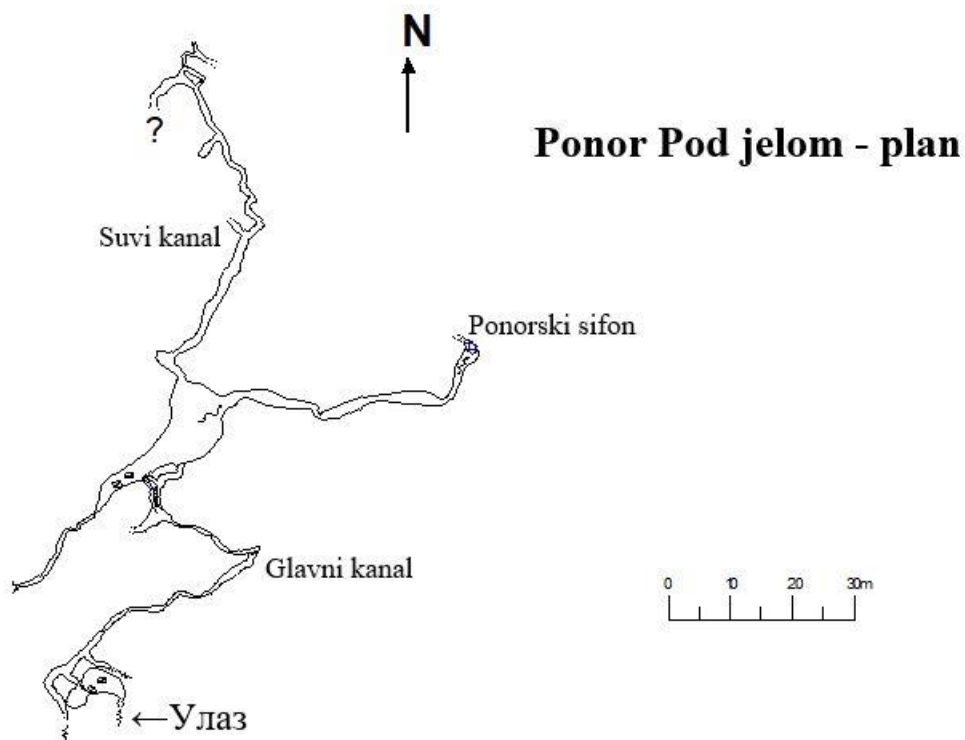 N
Ponor Pod jelom - plan
?
Suvi kanal
Ponorski sifon
Glavni kanal
0 10 20 30m
←Улаз